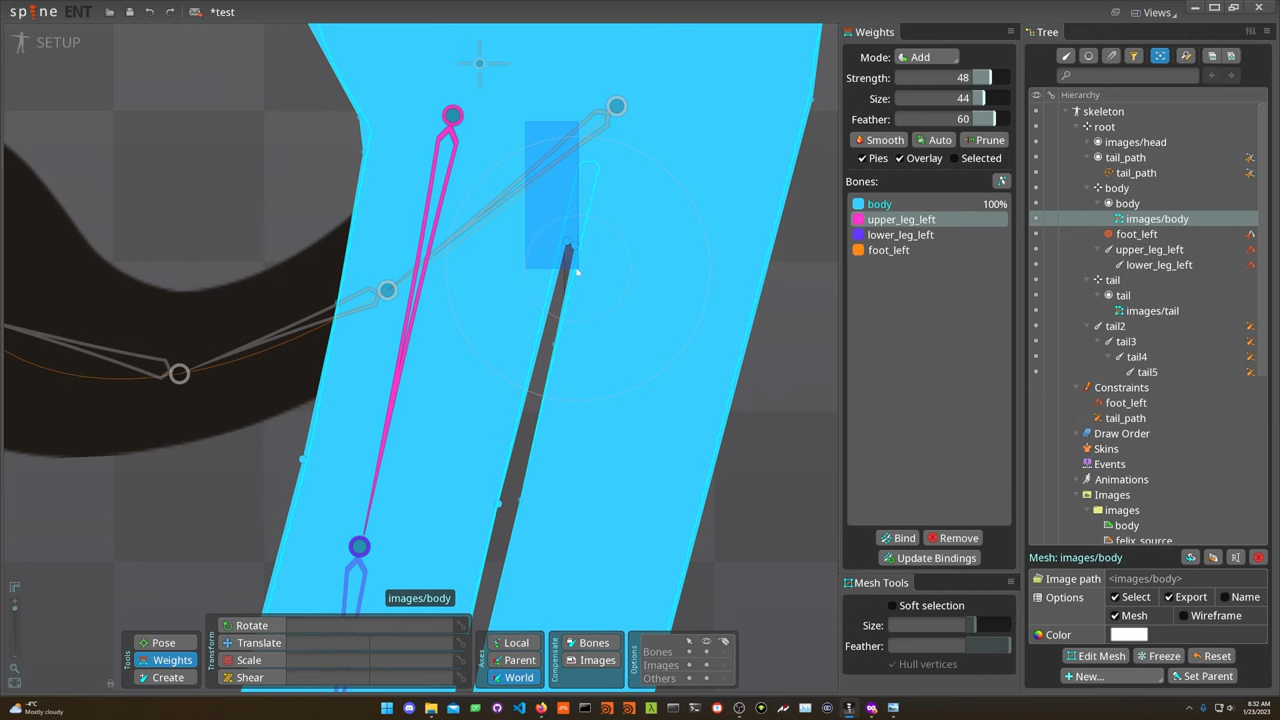 spine ENT
*test
Views
SETUP
Weights
Mode: Add
Strength: 48
Size: 44
Feather: 60
Smooth Auto Prune
Pies Overlay Selected
Bones:
body 100%
upper_leg_left
lower_leg_left
foot_left
Bind Remove
Update Bindings
Mesh Tools
Soft selection
Size:
Feather:
Hull vertices
Tree
Hierarchy
skeleton
root
images/head
tail_path
tail_path
body
body
images/body
foot_left
upper_leg_left
lower_leg_left
tail
tail
images/tail
tail2
tail3
tail4
tail5
Constraints
foot_left
tail_path
Draw Order
Skins
Events
Animations
Images
images
body
felix_source
Mesh: images/body
Image path <images/body>
Options Select Export Name
Mesh Wireframe
Color
Edit Mesh Freeze Reset
New... Set Parent
images/body
Tools
Pose
Weights
Create
Transform
Rotate
Translate
Scale
Shear
Axes
Local
Parent
World
Compensate
Bones
Images
Options
Bones
Images
Others
-4°C
Mostly cloudy
8:32 AM
1/23/2023